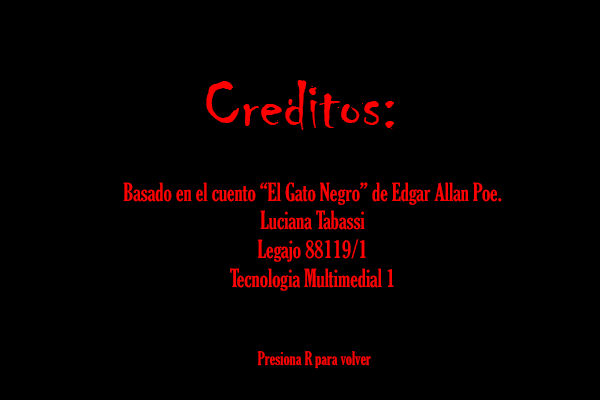 Creditos:
Basado en el cuento “El Gato Negro” de Edgar Allan Poe.
Luciana Tabassi
Legajo 88119/1
Tecnologia Multimedial 1
Presiona R para volver